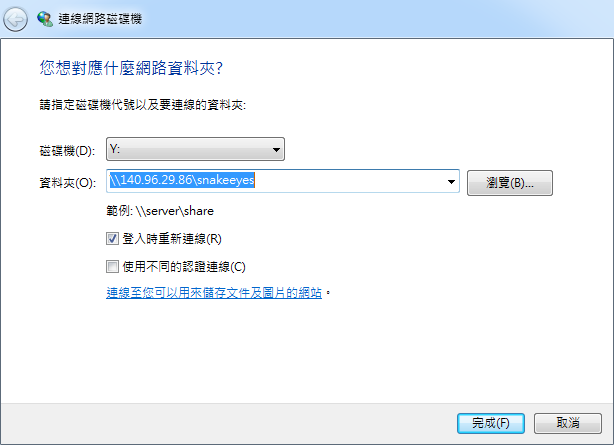 連線網路磁碟機
您想對應什麼網路資料夾?
請指定磁碟機代號以及要連線的資料夾:
磁碟機(D): Y:
資料夾(O): \\140.96.29.86\snakeeyes 瀏覽(B)...
範例: \\server\share
登入時重新連線(R)
使用不同的認證連線(C)
連線至您可以用來儲存文件及圖片的網站。
完成(F) 取消